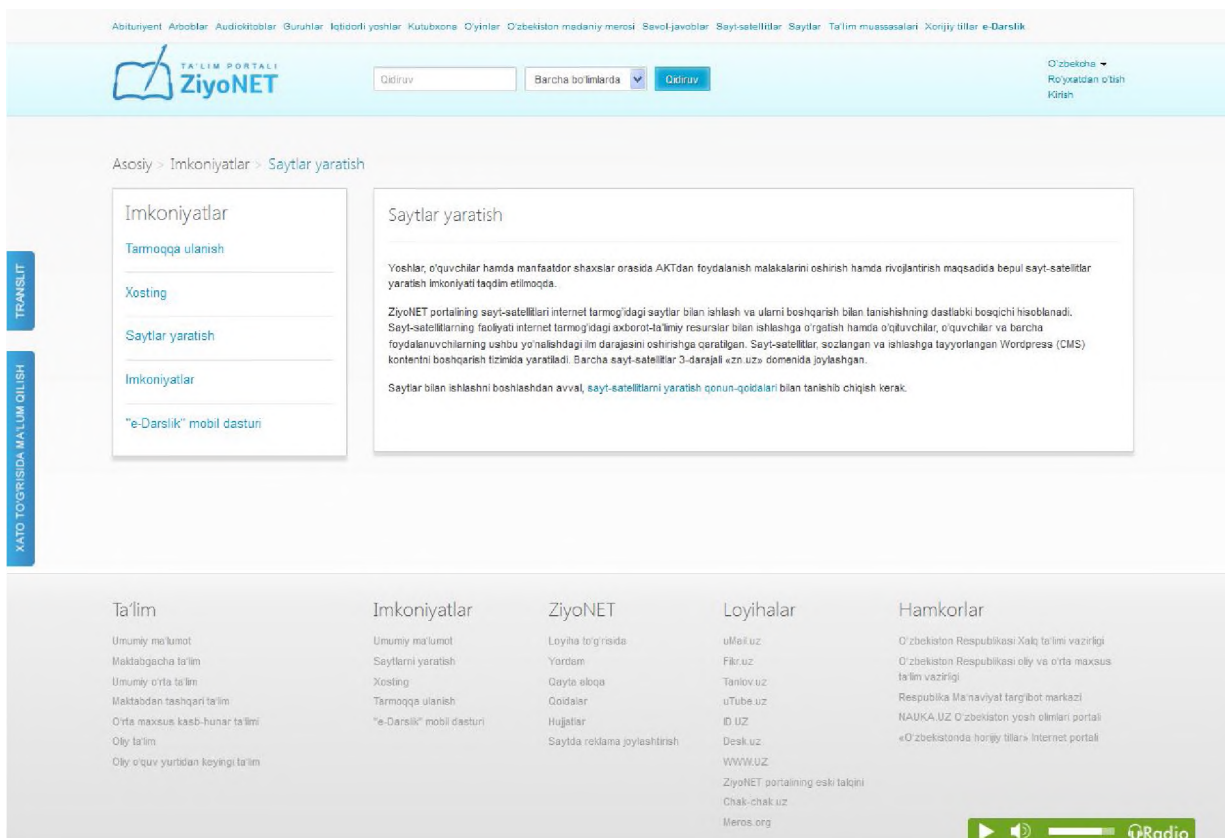 Abituriyent Arboblar Audiokitoblar Guruhlar Iqtidorli yoshlar Kutubxona O'yinlar O'zbekiston madaniy merosi Savol-javoblar Sayt-satellitlar Saytlar Ta'lim muassasalari Xorijiy tillar e-Darslik
TA'LIM PORTALI
ZiyoNET
Qidiruv
Barcha bo'limlarda
Qidiruv
O'zbekcha
Ro'yxatdan o'tish
Kirish
Asosiy > Imkoniyatlar > Saytlar yaratish
Imkoniyatlar
Tarmoqqa ulanish
Xosting
Saytlar yaratish
Imkoniyatlar
"e-Darslik" mobil dasturi
Saytlar yaratish
Yoshlar, o'quvchilar hamda manfaatdor shaxslar orasida AKTdan foydalanish malakalarini oshirish hamda rivojlantirish maqsadida bepul sayt-satellitlar
yaratish imkoniyati taqdim etilmoqda.
ZiyoNET portalining sayt-satellitlari internet tarmog'idagi saytlar bilan ishlash va ularni boshqarish bilan tanishishning dastlabki bosqichi hisoblanadi.
Sayt-satellitlarning faoliyati internet tarmog'idagi axborot-ta'limiy resurslar bilan ishlashga o'rgatish hamda o'qituvchilar, o'quvchilar va barcha
foydalanuvchilarning ushbu yo'nalishdagi ilm darajasini oshirishga qaratilgan. Sayt-satellitlar, sozlangan va ishlashga tayyorlangan Wordpress (CMS)
kontentni boshqarish tizimida yaratiladi. Barcha sayt-satellitlar 3-darajali «zn.uz» domenida joylashgan.
Saytlar bilan ishlashni boshlashdan avval, sayt-satellitlarni yaratish qonun-qoidalari bilan tanishib chiqish kerak.
TRANSLIT
XATO TO'G'RISIDA MA'LUM QILISH
Ta'lim
Umumiy ma'lumot
Maktabgacha ta'lim
Umumiy o'rta ta'lim
Maktabdan tashqari ta'lim
O'rta maxsus kasb-hunar ta'limi
Oliy ta'lim
Oliy o'quv yurtidan keyingi ta'lim
Imkoniyatlar
Umumiy ma'lumot
Saytlarni yaratish
Xosting
Tarmoqqa ulanish
"e-Darslik" mobil dasturi
ZiyoNET
Loyiha to'g'risida
Yordam
Qayta aloqa
Qoidalar
Hujjatlar
Saytda reklama joylashtirish
Loyihalar
uMail.uz
Fikr.uz
Tanlov.uz
uTube.uz
ID.UZ
Desk.uz
WWW.UZ
ZiyoNET portalining eski talqini
Chak-chak.uz
Meros.org
Hamkorlar
O'zbekiston Respublikasi Xalq ta'limi vazirligi
O'zbekiston Respublikasi oliy va o'rta maxsus
ta'lim vazirligi
Respublika Ma'naviyat targ'ibot markazi
NAUKA.UZ O'zbekiston yosh olimlari portali
«O'zbekistonda horijiy tillar» Internet portali
Radio